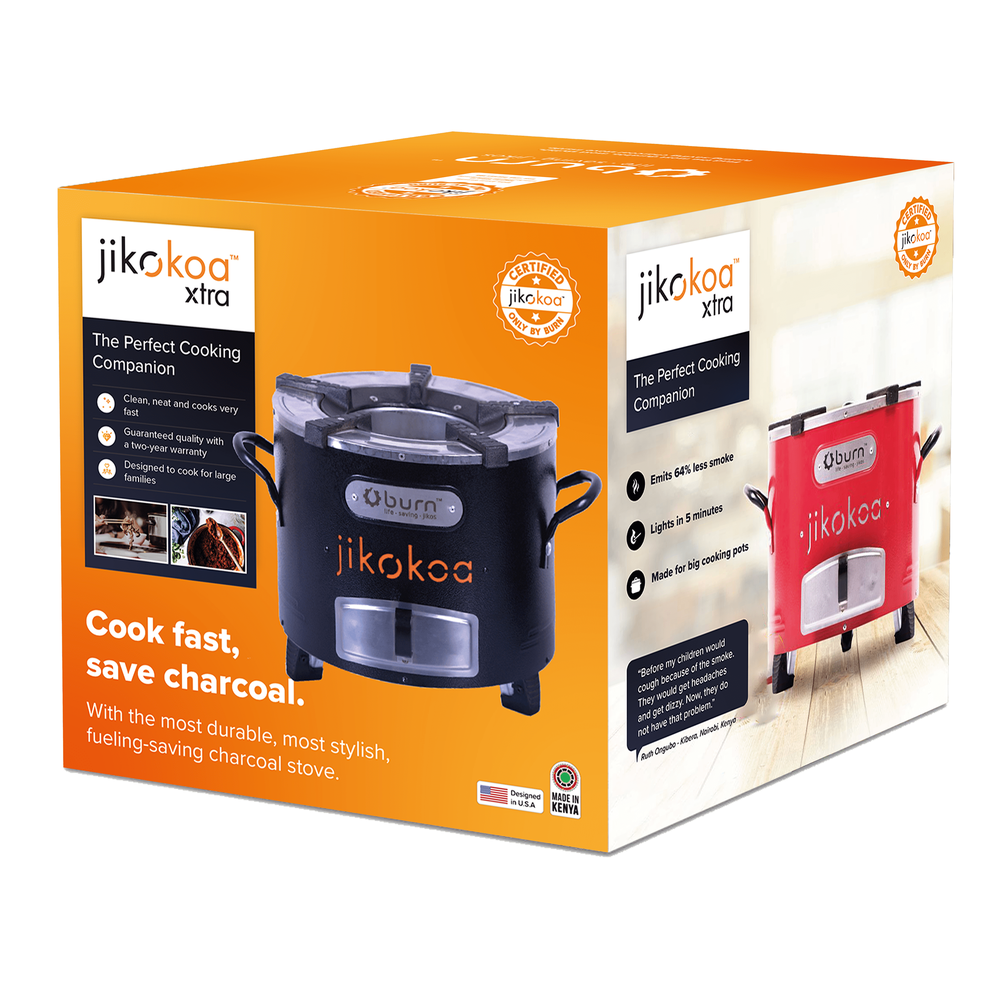 burn
life · saving · jikos
jikokoa
jikokoa™
xtra
The Perfect Cooking
Companion
Clean, neat and cooks very
fast
Guaranteed quality with
a two-year warranty
Designed to cook for large
families
CERTIFIED
jikokoa™
ONLY BY BURN
burn™
life - saving - jikos
jikokoa
Cook fast,
save charcoal.
With the most durable, most stylish,
fueling-saving charcoal stove.
Designed
in U.S.A
MADE IN
KENYA
jikokoa™
xtra
The Perfect Cooking
Companion
CERTIFIED
jikokoa™
ONLY BY BURN
Emits 64% less smoke
Lights in 5 minutes
Made for big cooking pots
burn™
life - saving - jikos
jikokoa
“Before my children would
cough because of the smoke.
They would get headaches
and get dizzy. Now, they do
not have that problem.”
Ruth Ongubo - Kibera, Nairobi, Kenya